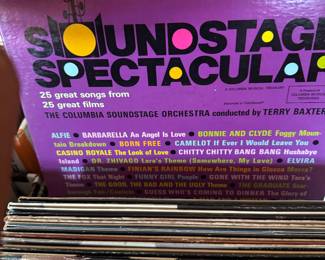 SOUNDSTAGE
SPECTACULAR
A COLUMBIA MUSICAL TREASURY
25 great songs from
25 great films
THE COLUMBIA SOUNDSTAGE ORCHESTRA conducted by TERRY BAXTER
ALFIE • BARBARELLA An Angel Is Love • BONNIE AND CLYDE Foggy Moun-
tain Breakdown • BORN FREE • CAMELOT If Ever I Would Leave You •
CASINO ROYALE The Look of Love • CHITTY CHITTY BANG BANG Hushabye
Island • DR. ZHIVAGO Lara's Theme (Somewhere, My Love) • ELVIRA
MADIGAN Theme • FINIAN'S RAINBOW How Are Things in Glocca Morra?
THE FOX That Night • FUNNY GIRL People • GONE WITH THE WIND Tara's
Theme • THE GOOD, THE BAD AND THE UGLY Theme • THE GRADUATE Scar-
borough Fair/Canticle • GUESS WHO'S COMING TO DINNER The Glory of